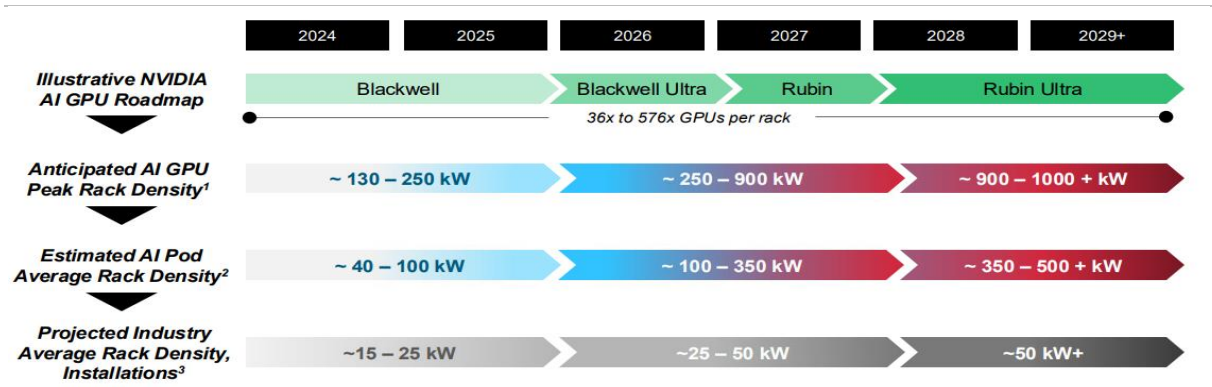 2024 2025 2026 2027 2028 2029+
Illustrative NVIDIA
AI GPU Roadmap
Blackwell Blackwell Ultra Rubin Rubin Ultra
36x to 576x GPUs per rack
Anticipated AI GPU
Peak Rack Density¹
~ 130 – 250 kW ~ 250 – 900 kW ~ 900 – 1000 + kW
Estimated AI Pod
Average Rack Density²
~ 40 – 100 kW ~ 100 – 350 kW ~ 350 – 500 + kW
Projected Industry
Average Rack Density,
Installations³
~15 – 25 kW ~25 – 50 kW ~50 kW+